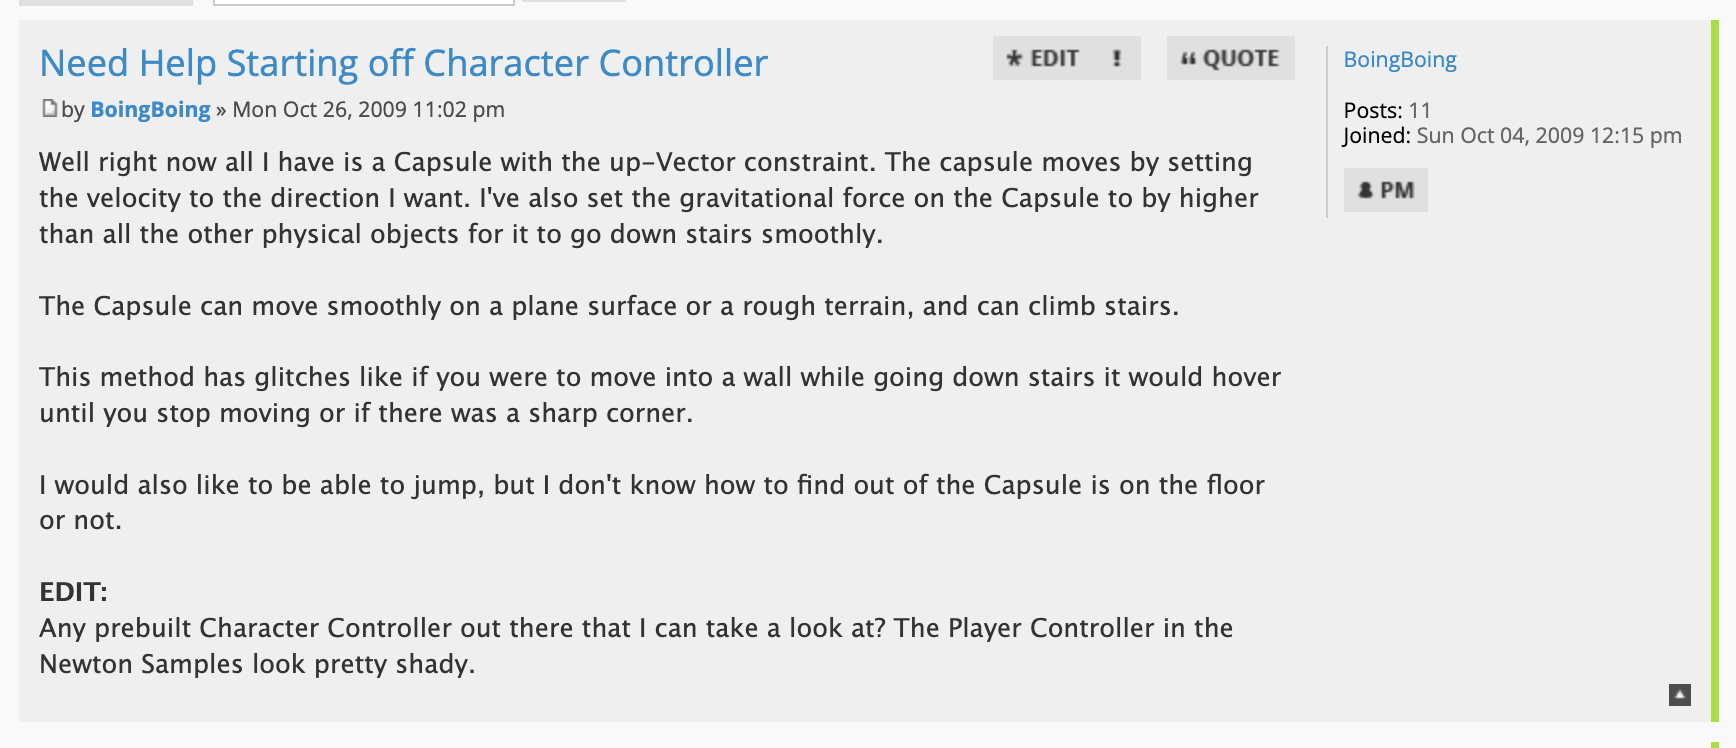 Need Help Starting off Character Controller
* EDIT !
“ QUOTE
by BoingBoing » Mon Oct 26, 2009 11:02 pm
Well right now all I have is a Capsule with the up-Vector constraint. The capsule moves by setting
the velocity to the direction I want. I've also set the gravitational force on the Capsule to by higher
than all the other physical objects for it to go down stairs smoothly.
The Capsule can move smoothly on a plane surface or a rough terrain, and can climb stairs.
This method has glitches like if you were to move into a wall while going down stairs it would hover
until you stop moving or if there was a sharp corner.
I would also like to be able to jump, but I don't know how to find out of the Capsule is on the floor
or not.
EDIT:
Any prebuilt Character Controller out there that I can take a look at? The Player Controller in the
Newton Samples look pretty shady.
BoingBoing
Posts: 11
Joined: Sun Oct 04, 2009 12:15 pm
PM